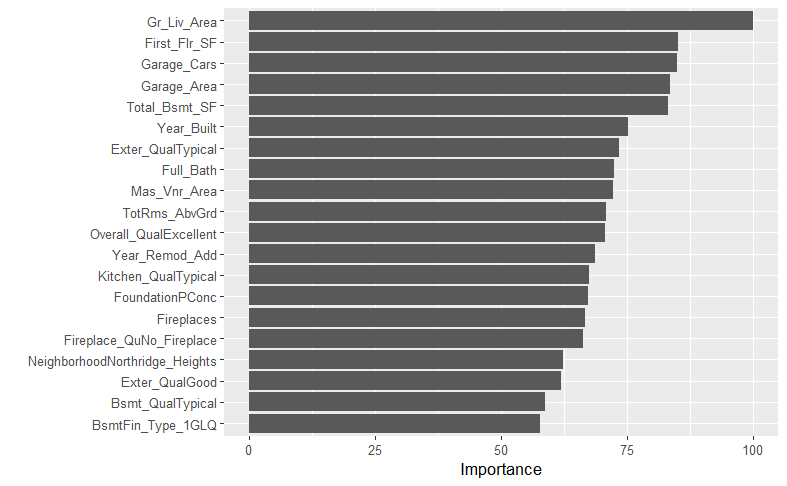 Gr_Liv_Area
First_Flr_SF
Garage_Cars
Garage_Area
Total_Bsmt_SF
Year_Built
Exter_QualTypical
Full_Bath
Mas_Vnr_Area
TotRms_AbvGrd
Overall_QualExcellent
Year_Remod_Add
Kitchen_QualTypical
FoundationPConc
Fireplaces
Fireplace_QuNo_Fireplace
NeighborhoodNorthridge_Heights
Exter_QualGood
Bsmt_QualTypical
BsmtFin_Type_1GLQ
0 25 50 75 100
Importance